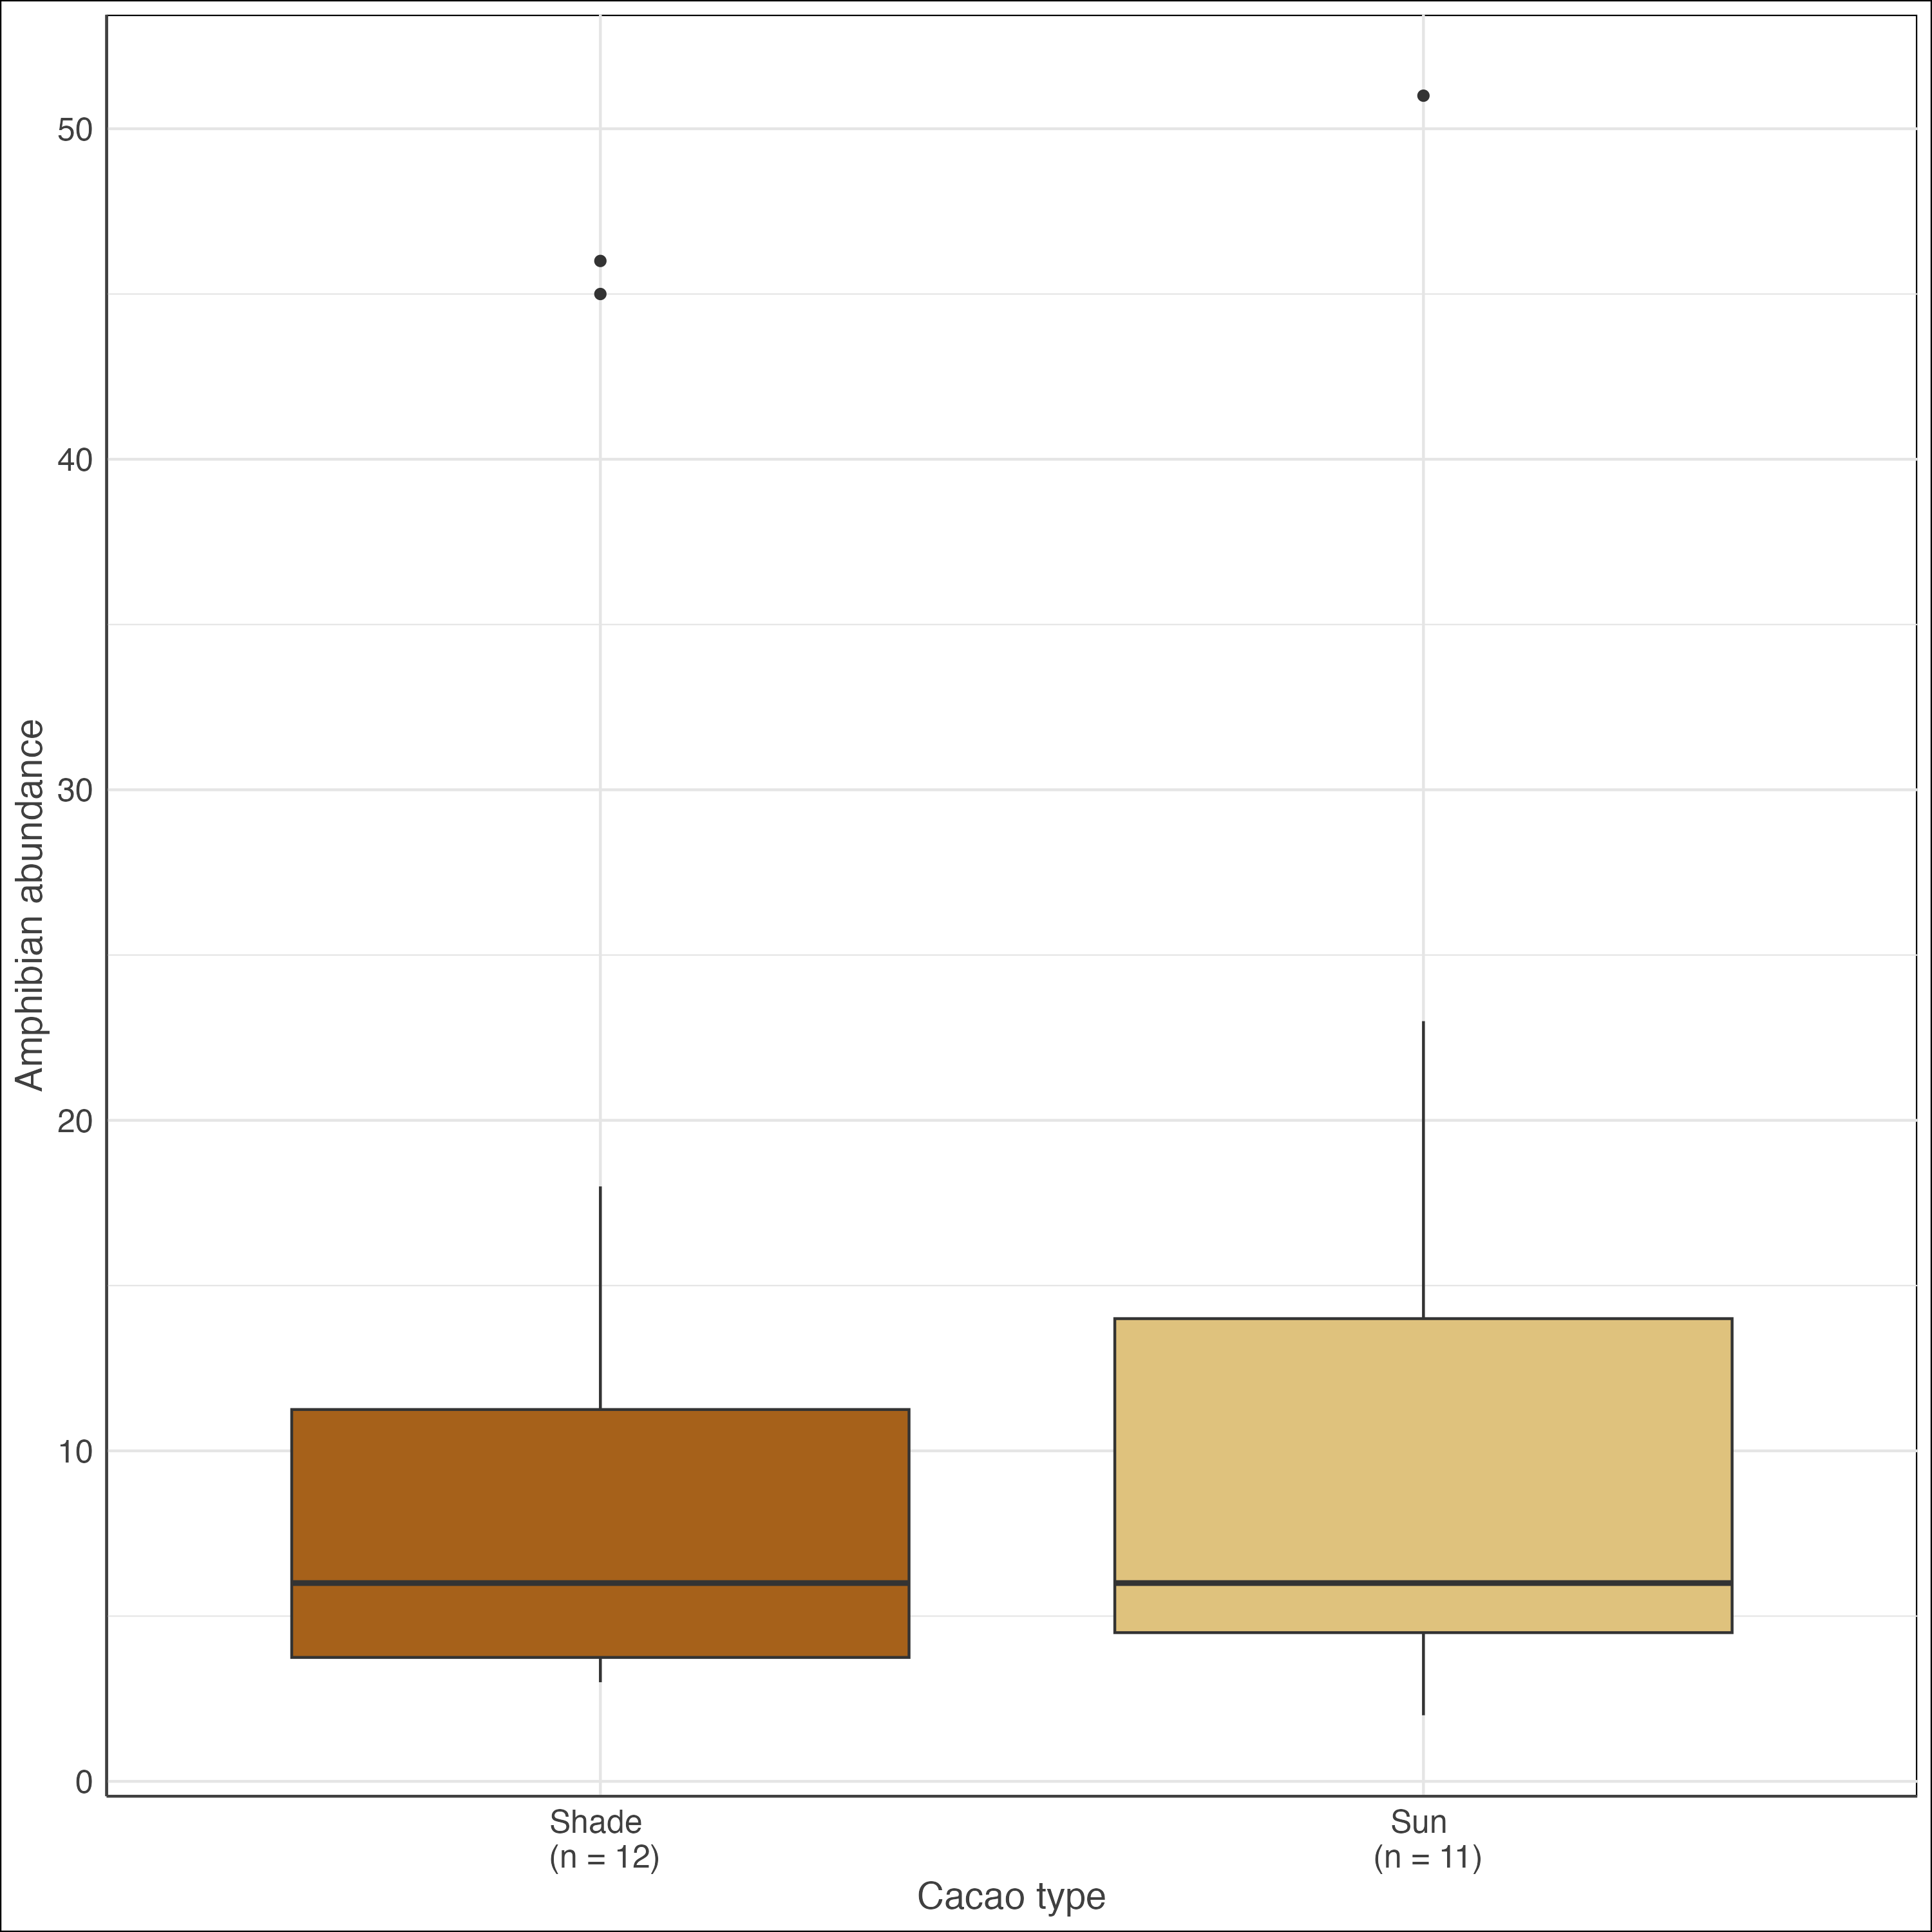 Amphibian abundance
50
40
30
20
10
0
Shade
(n = 12)
Sun
(n = 11)
Cacao type